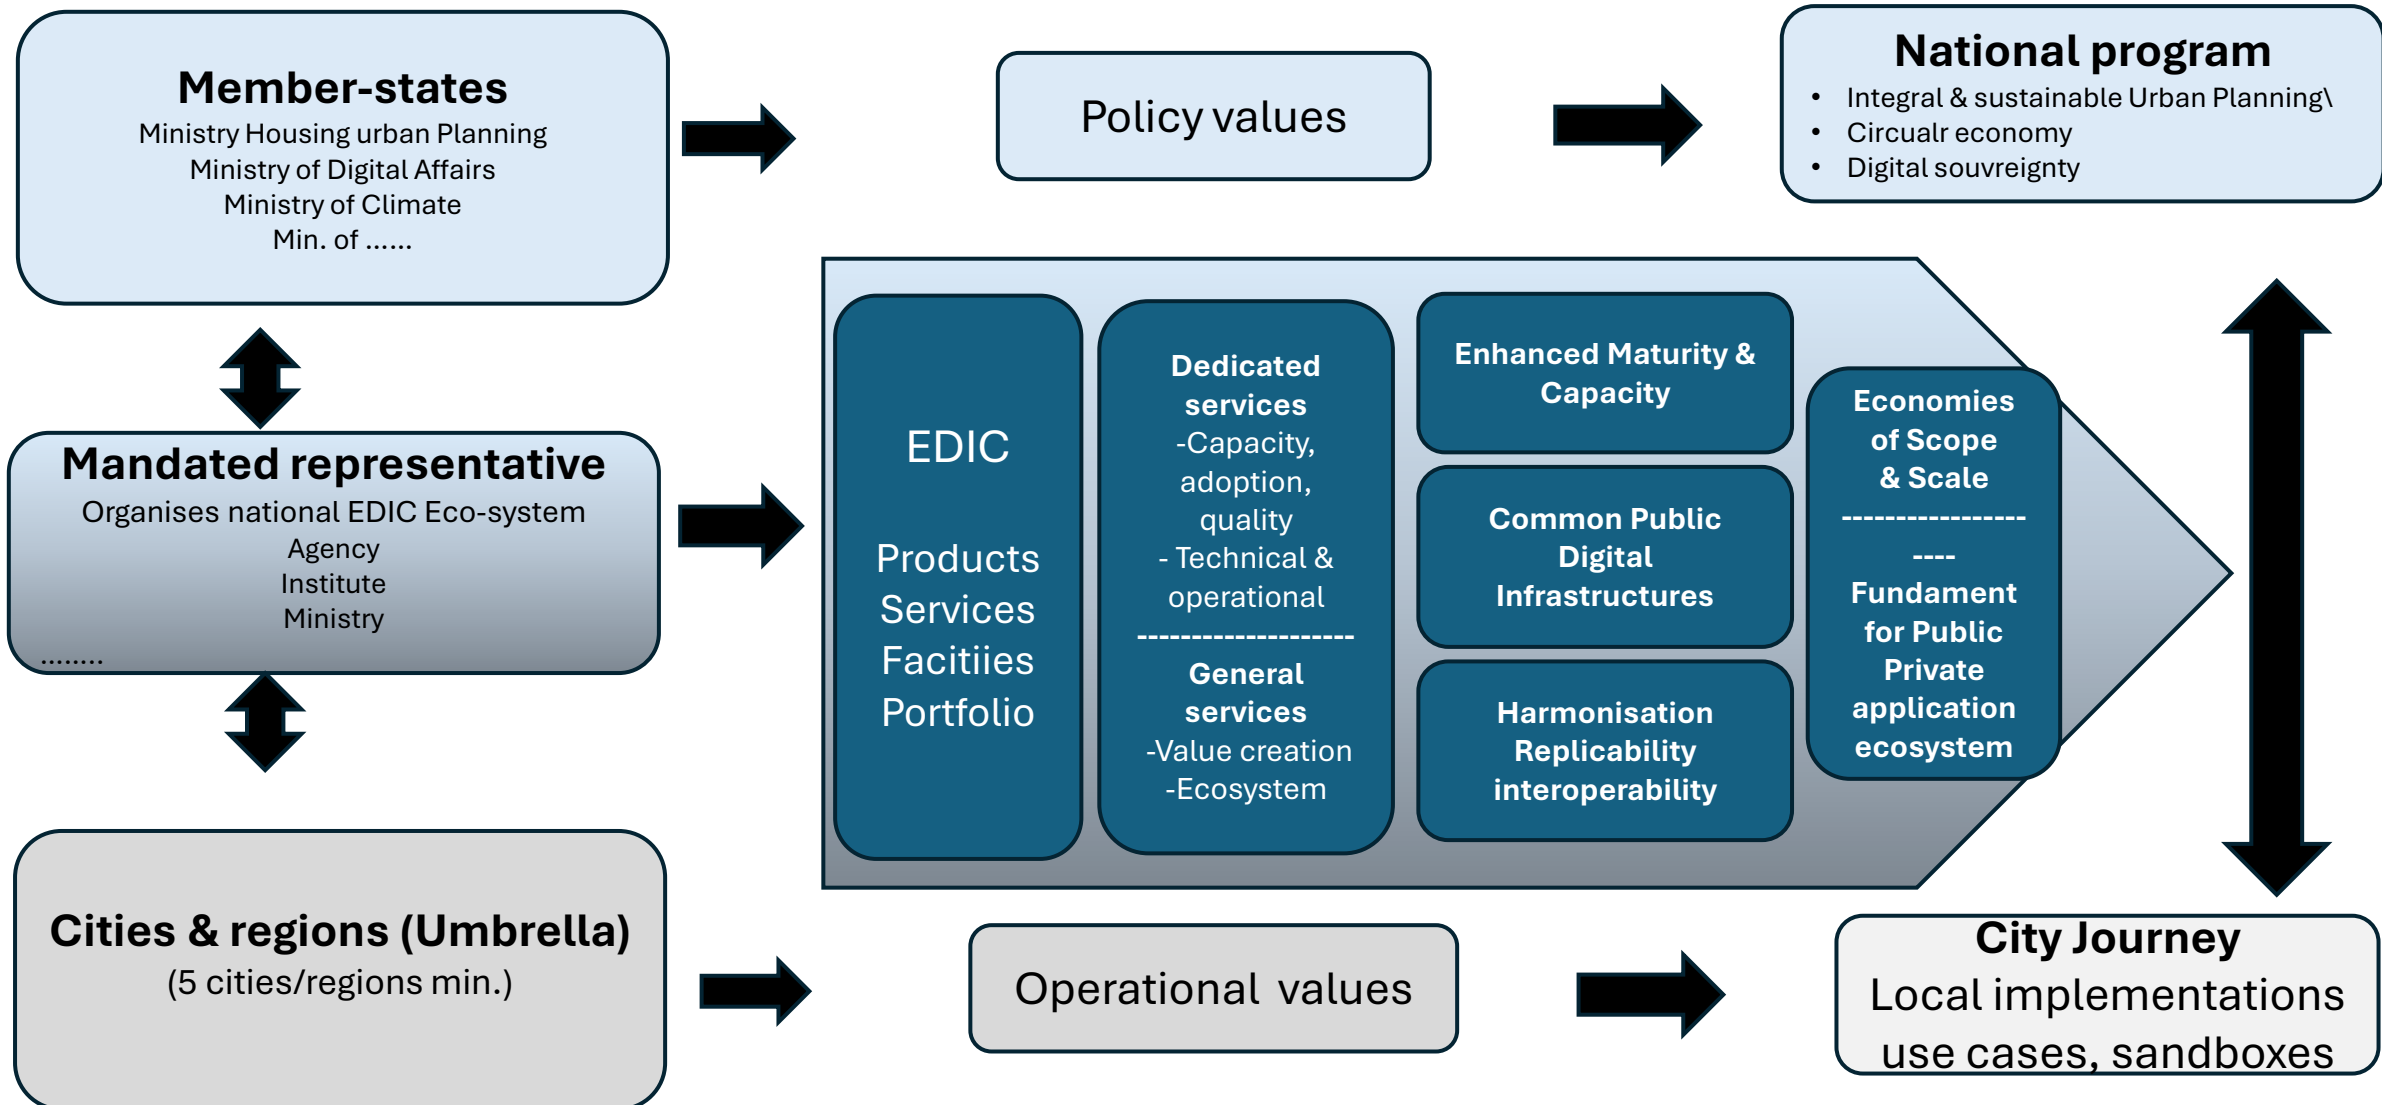 Member-states
Ministry Housing urban Planning
Ministry of Digital Affairs
Ministry of Climate
Min. of ......
Policy values
National program
• Integral & sustainable Urban Planning\
• Circualr economy
• Digital souvreignty
Mandated representative
Organises national EDIC Eco-system
Agency
Institute
Ministry
........
EDIC
Products
Services
Facitiies
Portfolio
Dedicated
services
-Capacity,
adoption,
quality
- Technical &
operational
--------------------
General
services
-Value creation
-Ecosystem
Enhanced Maturity &
Capacity
Common Public
Digital
Infrastructures
Harmonisation
Replicability
interoperability
Economies
of Scope
& Scale
-----------------
----
Fundament
for Public
Private
application
ecosystem
Cities & regions (Umbrella)
(5 cities/regions min.)
Operational values
City Journey
Local implementations
use cases, sandboxes